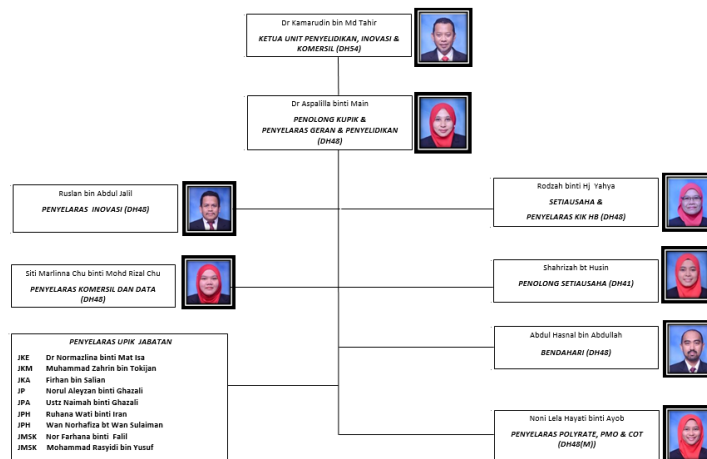 Dr Kamarudin bin Md Tahir
KETUA UNIT PENYELIDIKAN, INOVASI &
KOMERSIL (DH54)
Dr Aspalilla binti Main
PENOLONG KUPIK &
PENYELARAS GERAN & PENYELIDIKAN
(DH48)
Ruslan bin Abdul Jalil
PENYELARAS INOVASI (DH48)
Rodzah binti Hj Yahya
SETIAUSAHA &
PENYELARAS KIK HB (DH48)
Siti Marlinna Chu binti Mohd Rizal Chu
PENYELARAS KOMERSIL DAN DATA
(DH48)
Shahrizah bt Husin
PENOLONG SETIAUSAHA (DH41)
Abdul Hasnal bin Abdullah
BENDAHARI (DH48)
PENYELARAS UPIK JABATAN
JKE Dr Normazlina binti Mat Isa
JKM Muhammad Zahrin bin Tokijan
JKA Firhan bin Salian
JP Norul Aleyzan binti Ghazali
JPA Ustz Naimah binti Ghazali
JPH Ruhana Wati binti Iran
JPH Wan Norhafiza bt Wan Sulaiman
JMSK Nor Farhana binti Falil
JMSK Mohammad Rasyidi bin Yusuf
Noni Lela Hayati binti Ayob
PENYELARAS POLYRATE, PMO & COT
(DH48(M))